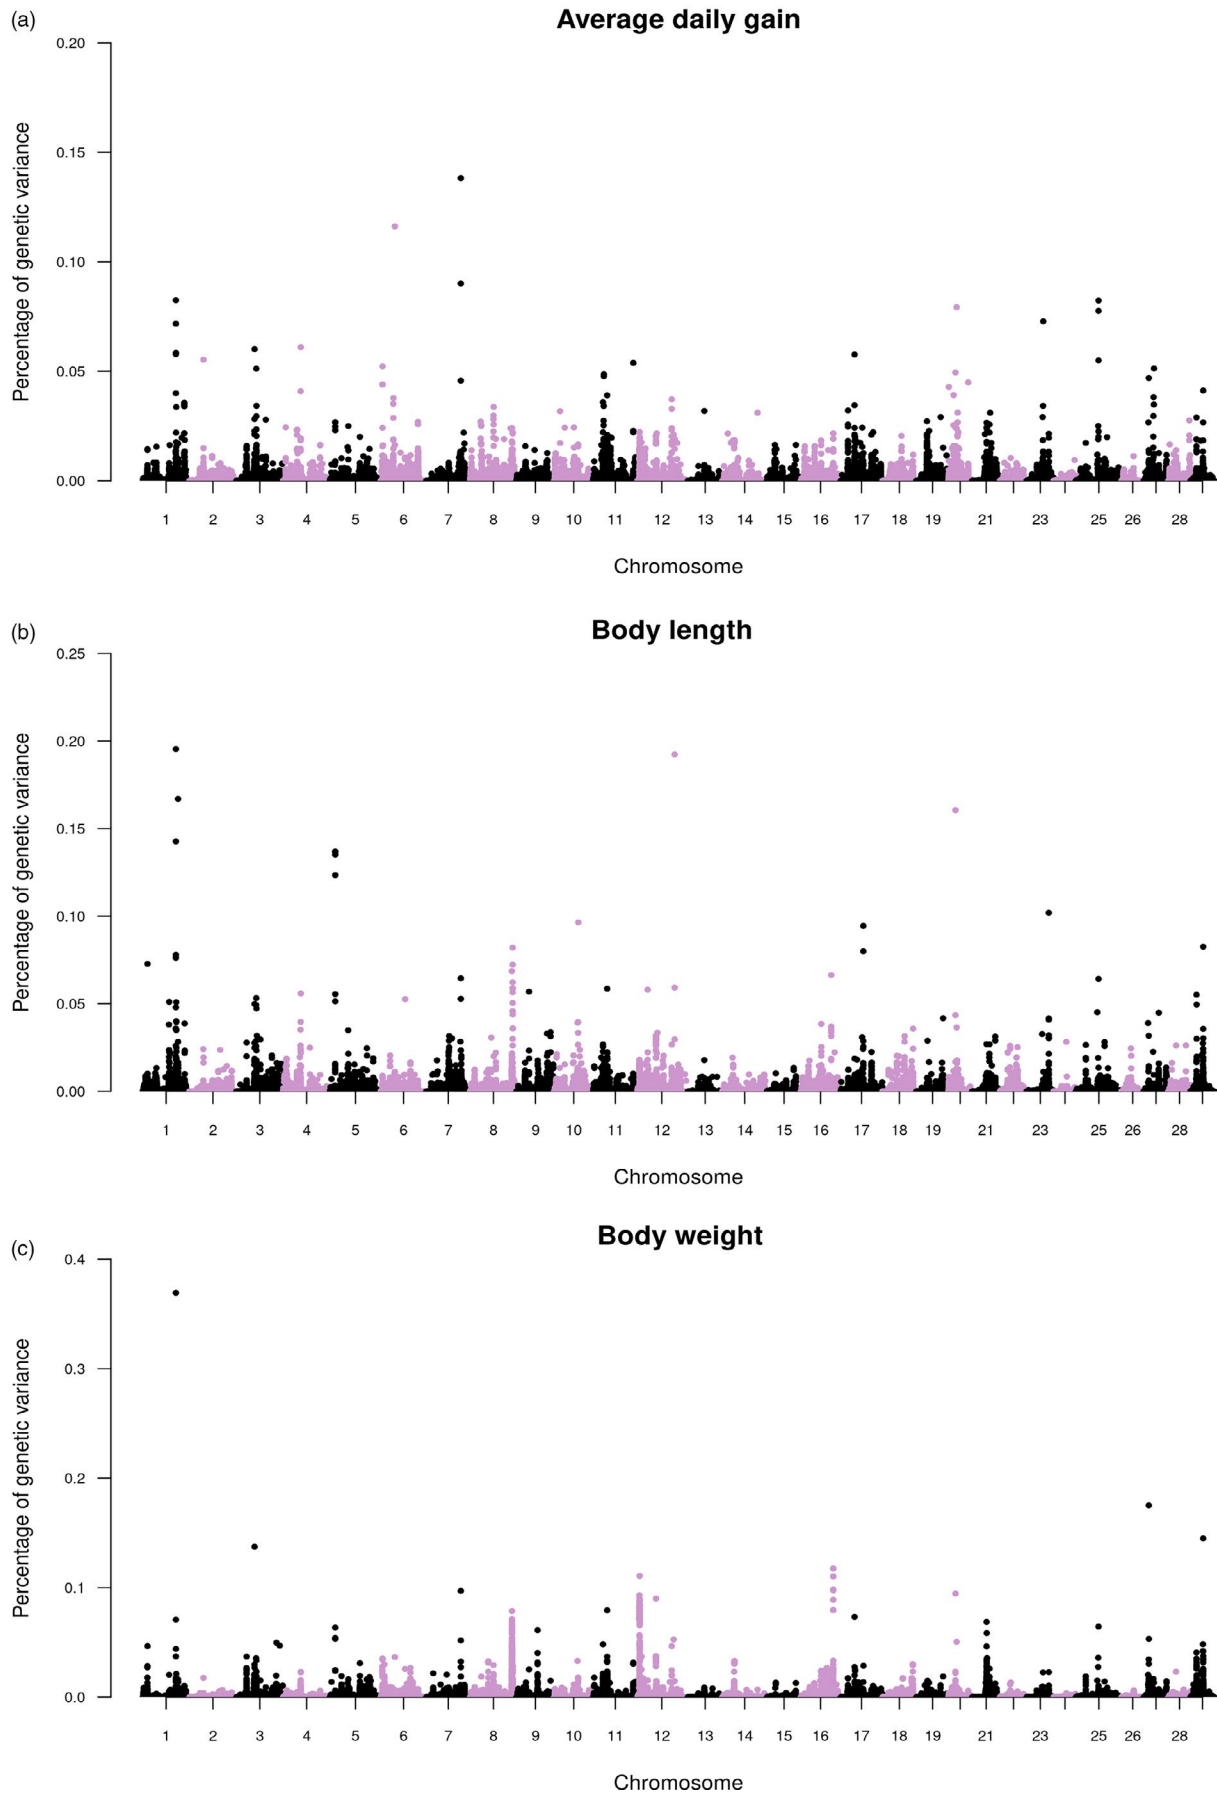 (a)
Average daily gain
Percentage of genetic variance
0.20
0.15
0.10
0.05
0.00
1 2 3 4 5 6 7 8 9 10 11 12 13 14 15 16 17 18 19 21 23 25 26 28
Chromosome
(b)
Body length
Percentage of genetic variance
0.25
0.20
0.15
0.10
0.05
0.00
1 2 3 4 5 6 7 8 9 10 11 12 13 14 15 16 17 18 19 21 23 25 26 28
Chromosome
(c)
Body weight
Percentage of genetic variance
0.4
0.3
0.2
0.1
0.0
1 2 3 4 5 6 7 8 9 10 11 12 13 14 15 16 17 18 19 21 23 25 26 28
Chromosome